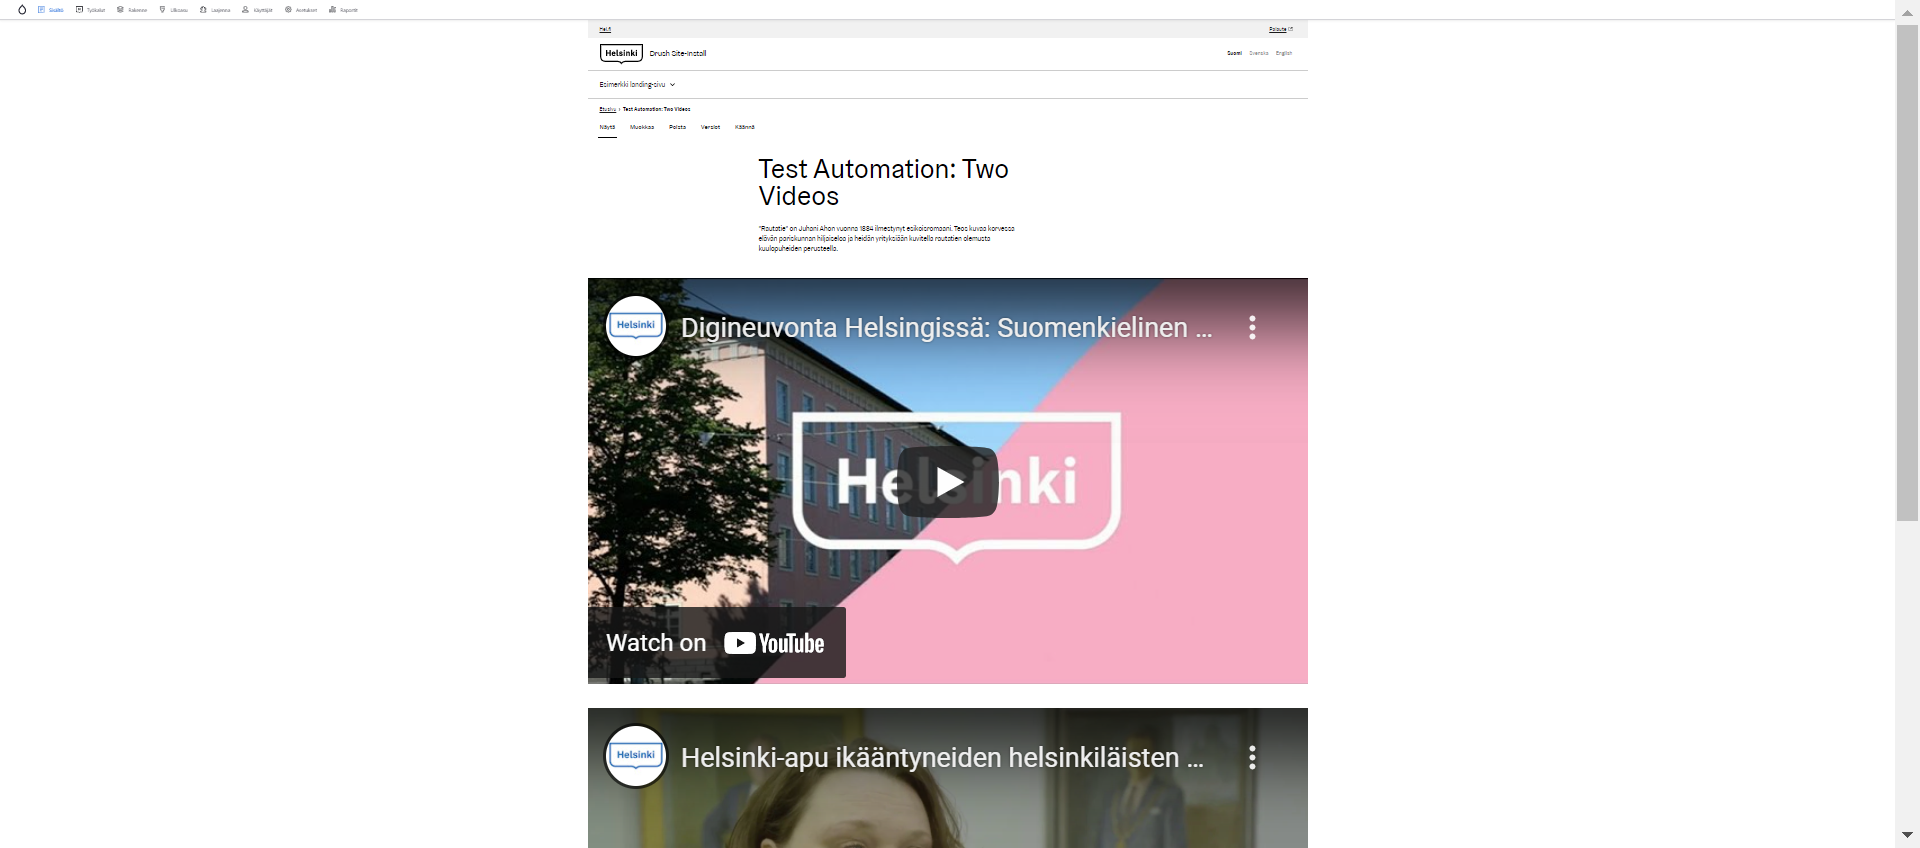 Sisältö Työkalut Rakenne Ulkoasu Laajenna Käyttäjät Asetukset Raportit
Hel.fi Palaute
Helsinki Drush Site-Install Suomi Svenska English
Esimerkki landing-sivu
Etusivu › Test Automation: Two Videos
Näytä Muokkaa Poista Versiot Käännä
Test Automation: Two
Videos
"Rautatie" on Juhani Ahon vuonna 1884 ilmestynyt esikoisromaani. Teos kuvaa korvessa
elävän pariskunnan hiljaiseloa ja heidän yrityksiään kuvitella rautatien olemusta
kuulopuheiden perusteella.
Helsinki Digineuvonta Helsingissä: Suomenkielinen ...
Helsinki
Watch on YouTube
Helsinki Helsinki-apu ikääntyneiden helsinkiläisten ...